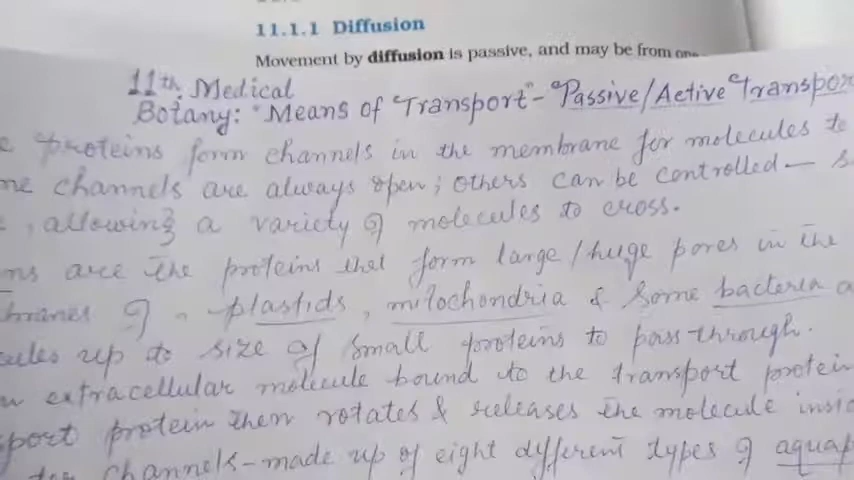 11.1.1 Diffusion
Movement by diffusion is passive, and may be from one
11th Medical
Botany: "Means of Transport" - Passive/Active Transpor
proteins form channels in the membrane for molecules to
channels are always open; others can be controlled — s
, allowing a variety of molecules to cross.
are the proteins that form large/huge pores in the
of plastids, mitochondria & some bacteria a
up to size of small proteins to pass through.
extracellular molecule bound to the transport protein
sport protein then rotates & releases the molecule insi
channels - made up of eight different types of aquap